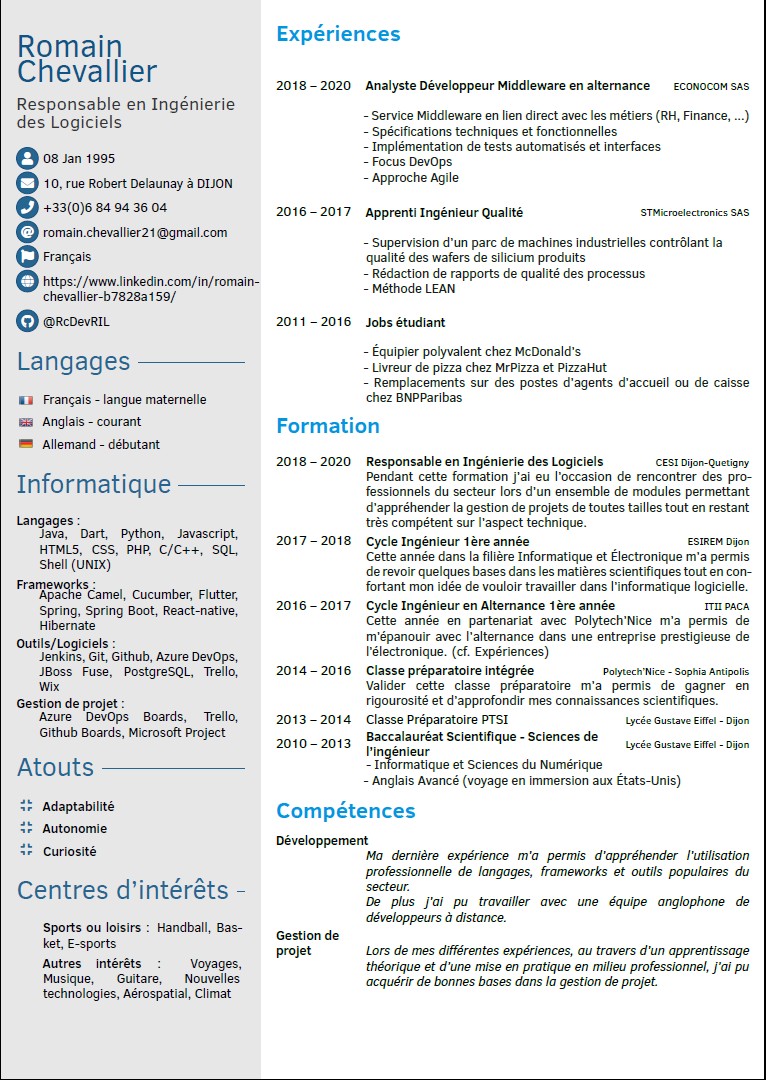 Romain
Chevallier
Responsable en Ingénierie
des Logiciels
08 Jan 1995
10, rue Robert Delaunay à DIJON
+33(0)6 84 94 36 04
romain.chevallier21@gmail.com
Français
https://www.linkedin.com/in/romain-
chevallier-b7828a159/
@RcDevRIL
Langages
Français - langue maternelle
Anglais - courant
Allemand - débutant
Informatique
Langages :
Java, Dart, Python, Javascript,
HTML5, CSS, PHP, C/C++, SQL,
Shell (UNIX)
Frameworks :
Apache Camel, Cucumber, Flutter,
Spring, Spring Boot, React-native,
Hibernate
Outils/Logiciels :
Jenkins, Git, Github, Azure DevOps,
JBoss Fuse, PostgreSQL, Trello,
Wix
Gestion de projet :
Azure DevOps Boards, Trello,
Github Boards, Microsoft Project
Atouts
Adaptabilité
Autonomie
Curiosité
Centres d'intérêts
Sports ou loisirs : Handball, Bas-
ket, E-sports
Autres intérêts : Voyages,
Musique, Guitare, Nouvelles
technologies, Aérospatial, Climat
Expériences
2018 – 2020 Analyste Développeur Middleware en alternance ECONOCOM SAS
- Service Middleware en lien direct avec les métiers (RH, Finance, ...)
- Spécifications techniques et fonctionnelles
- Implémentation de tests automatisés et interfaces
- Focus DevOps
- Approche Agile
2016 – 2017 Apprenti Ingénieur Qualité STMicroelectronics SAS
- Supervision d'un parc de machines industrielles contrôlant la
qualité des wafers de silicium produits
- Rédaction de rapports de qualité des processus
- Méthode LEAN
2011 – 2016 Jobs étudiant
- Équipier polyvalent chez McDonald's
- Livreur de pizza chez MrPizza et PizzaHut
- Remplacements sur des postes d'agents d'accueil ou de caisse
chez BNPParibas
Formation
2018 – 2020 Responsable en Ingénierie des Logiciels CESI Dijon-Quetigny
Pendant cette formation j'ai eu l'occasion de rencontrer des pro-
fessionnels du secteur lors d'un ensemble de modules permettant
d'appréhender la gestion de projets de toutes tailles tout en restant
très compétent sur l'aspect technique.
2017 – 2018 Cycle Ingénieur 1ère année ESIREM Dijon
Cette année dans la filière Informatique et Électronique m'a permis
de revoir quelques bases dans les matières scientifiques tout en con-
fortant mon idée de vouloir travailler dans l'informatique logicielle.
2016 – 2017 Cycle Ingénieur en Alternance 1ère année ITII PACA
Cette année en partenariat avec Polytech'Nice m'a permis de
m'épanouir avec l'alternance dans une entreprise prestigieuse de
l'électronique. (cf. Expériences)
2014 – 2016 Classe préparatoire intégrée Polytech'Nice - Sophia Antipolis
Valider cette classe préparatoire m'a permis de gagner en
rigourosité et d'approfondir mes connaissances scientifiques.
2013 – 2014 Classe Préparatoire PTSI Lycée Gustave Eiffel - Dijon
2010 – 2013 Baccalauréat Scientifique - Sciences de
l'ingénieur Lycée Gustave Eiffel - Dijon
- Informatique et Sciences du Numérique
- Anglais Avancé (voyage en immersion aux États-Unis)
Compétences
Développement
Ma dernière expérience m'a permis d'appréhender l'utilisation
professionnelle de langages, frameworks et outils populaires du
secteur.
De plus j'ai pu travailler avec une équipe anglophone de
développeurs à distance.
Gestion de
projet
Lors de mes différentes expériences, au travers d'un apprentissage
théorique et d'une mise en pratique en milieu professionnel, j'ai pu
acquérir de bonnes bases dans la gestion de projet.